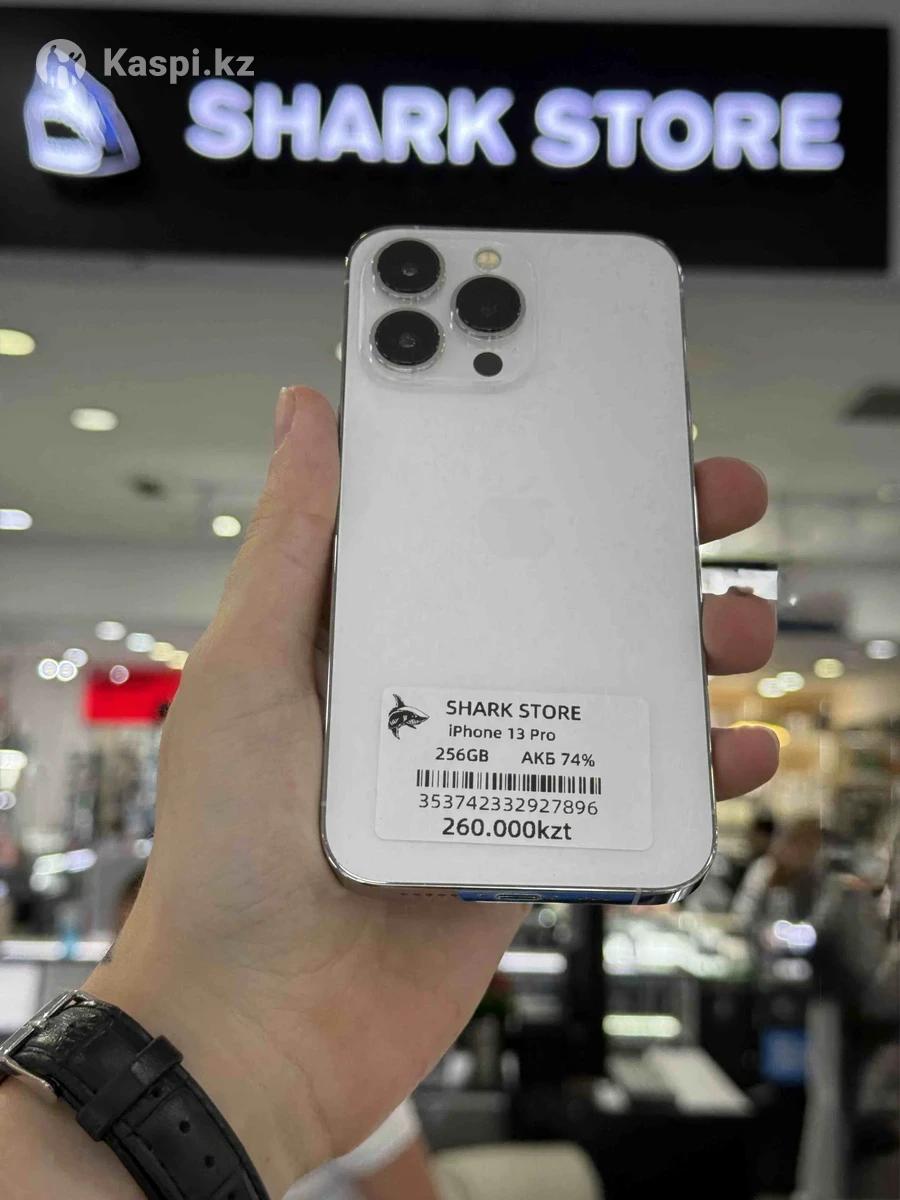 Kaspi.kz
SHARK STORE
SHARK STORE
iPhone 13 Pro
256GB АКБ 74%
353742332927896
260.000kzt